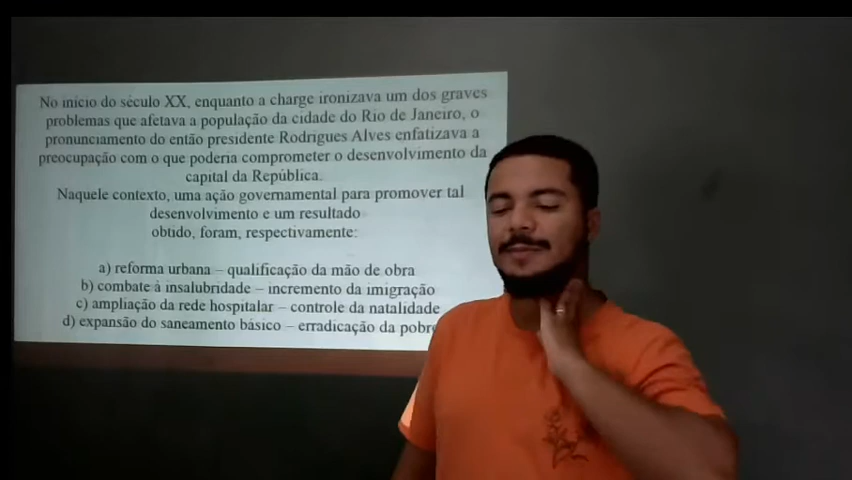 No início do século XX, enquanto a charge ironizava um dos graves
problemas que afetava a população da cidade do Rio de Janeiro, o
pronunciamento do então presidente Rodrigues Alves enfatizava a
preocupação com o que poderia comprometer o desenvolvimento da
capital da República.
Naquele contexto, uma ação governamental para promover tal
desenvolvimento e um resultado
obtido, foram, respectivamente:
a) reforma urbana – qualificação da mão de obra
b) combate à insalubridade – incremento da imigração
c) ampliação da rede hospitalar – controle da natalidade
d) expansão do saneamento básico – erradicação da